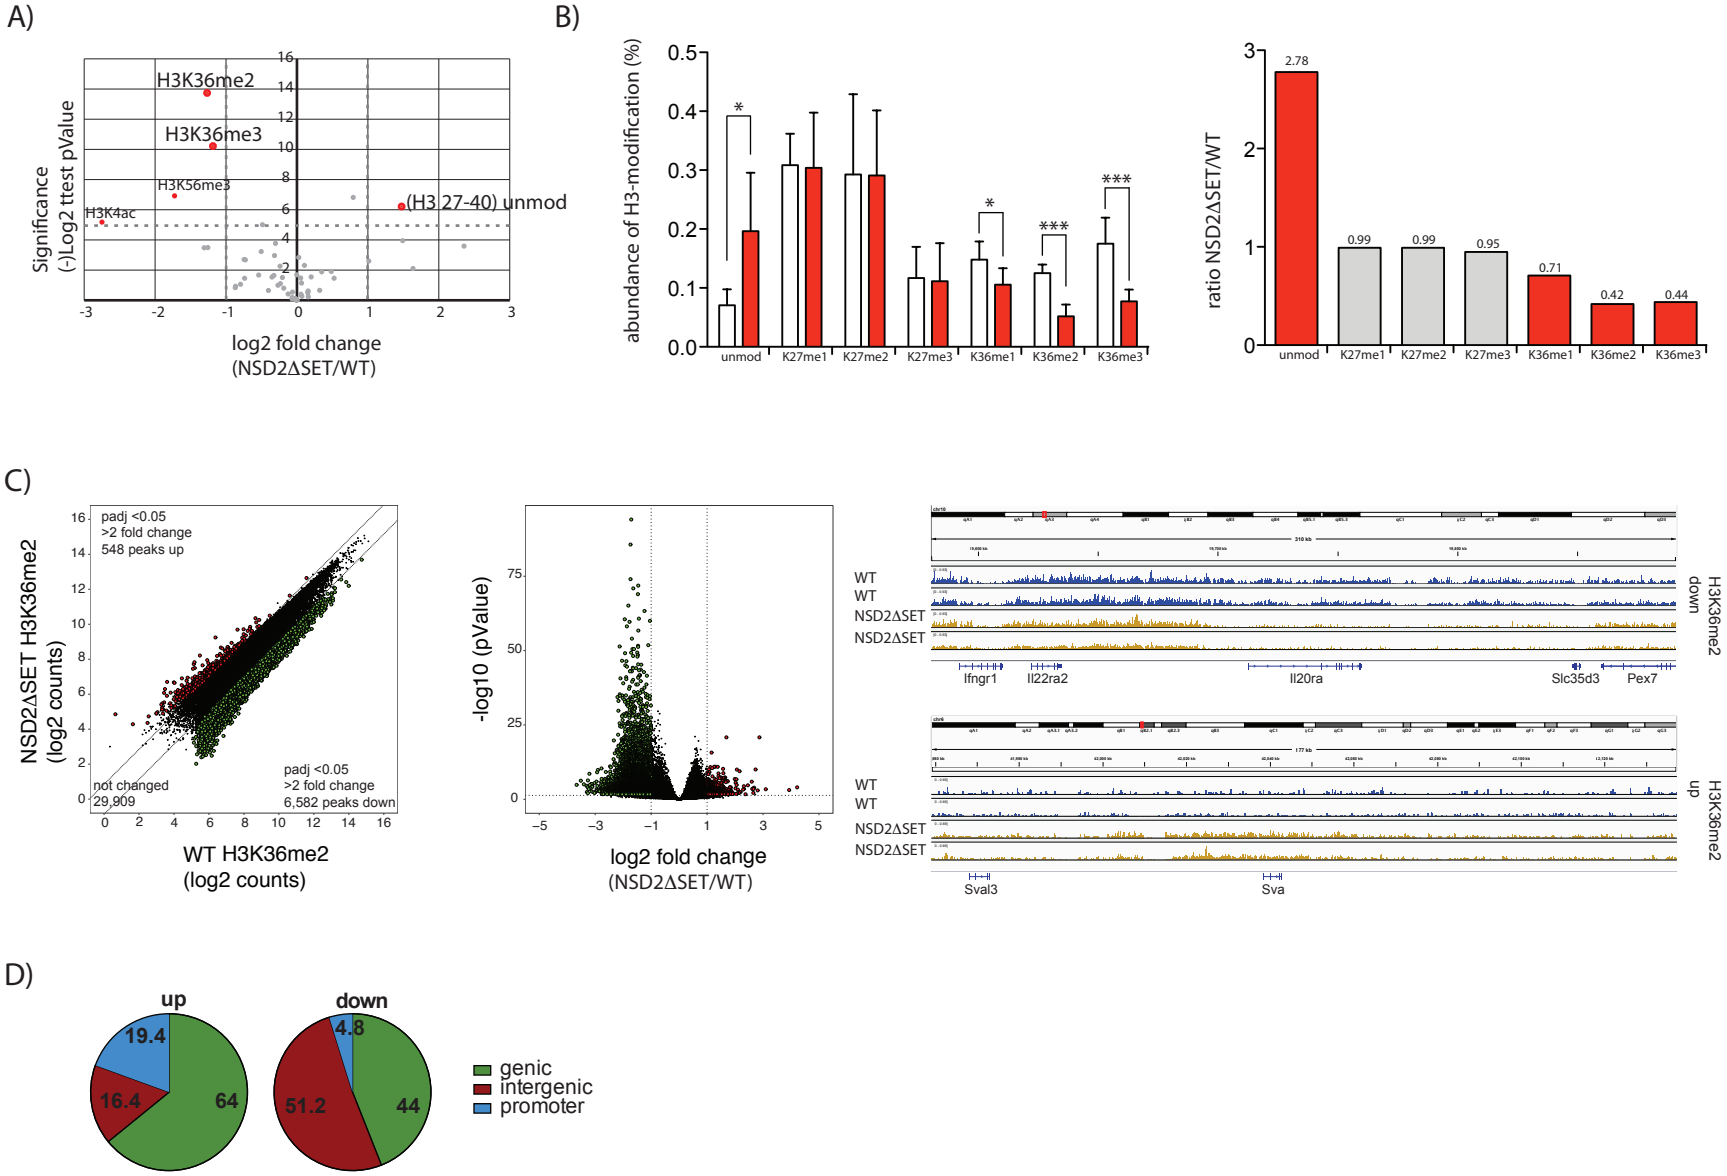 A)
Significance
(-)Log2 ttest pValue
16
14
12
10
8
6
4
2
H3K36me2
H3K36me3
H3K56me3
H3K4ac
(H3 27-40) unmod
-3
-2
-1
0
1
2
3
log2 fold change
(NSD2ΔSET/WT)
B)
abundance of H3-modification (%)
0.5
0.4
0.3
0.2
0.1
0.0
*
*
***
***
unmod
K27me1
K27me2
K27me3
K36me1
K36me2
K36me3
ratio NSD2ΔSET/WT
3
2
1
0
2.78
0.99
0.99
0.95
0.71
0.42
0.44
unmod
K27me1
K27me2
K27me3
K36me1
K36me2
K36me3
C)
NSD2ΔSET H3K36me2
(log2 counts)
16
14
12
10
8
6
4
2
0
padj <0.05
>2 fold change
548 peaks up
not changed
29,909
padj <0.05
>2 fold change
6,582 peaks down
0
2
4
6
8
10
12
14
16
WT H3K36me2
(log2 counts)
-log10 (pValue)
75
50
25
0
−5
−3
−1
1
3
5
log2 fold change
(NSD2ΔSET/WT)
chr10
310 kb
WT
WT
NSD2ΔSET
NSD2ΔSET
Ifngr1
Il22ra2
Il20ra
Slc35d3
Pex7
H3K36me2
down
chr6
177 kb
WT
WT
NSD2ΔSET
NSD2ΔSET
Sval3
Sva
H3K36me2
up
D)
up
19.4
16.4
64
down
4.8
51.2
44
genic
intergenic
promoter